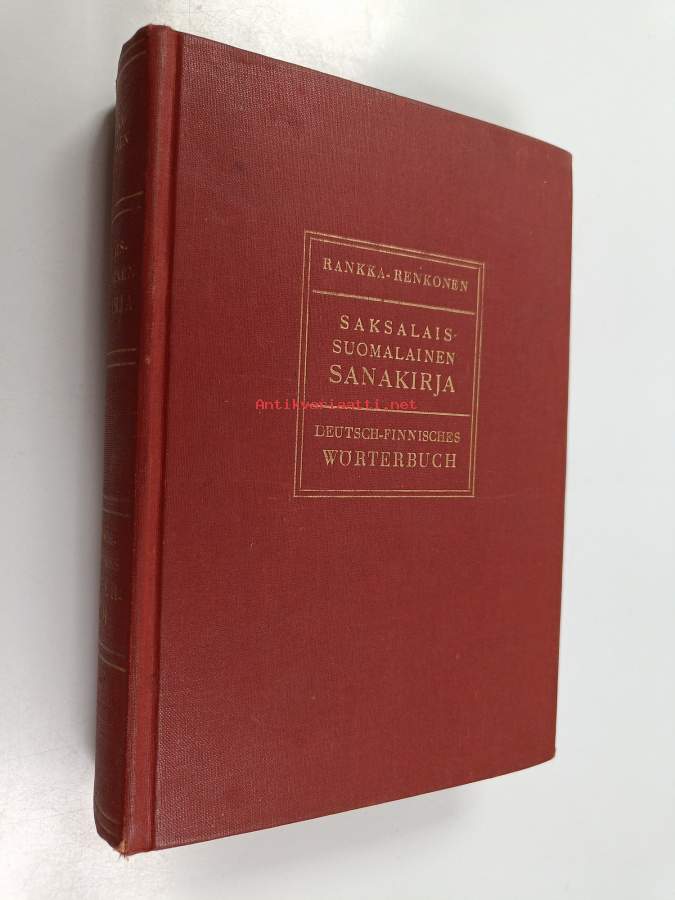 RANKKA-RENKONEN
SAKSALAIS-
SUOMALAINEN
SANAKIRJA
Antikvariaatti.net
DEUTSCH-FINNISCHES
WÖRTERBUCH